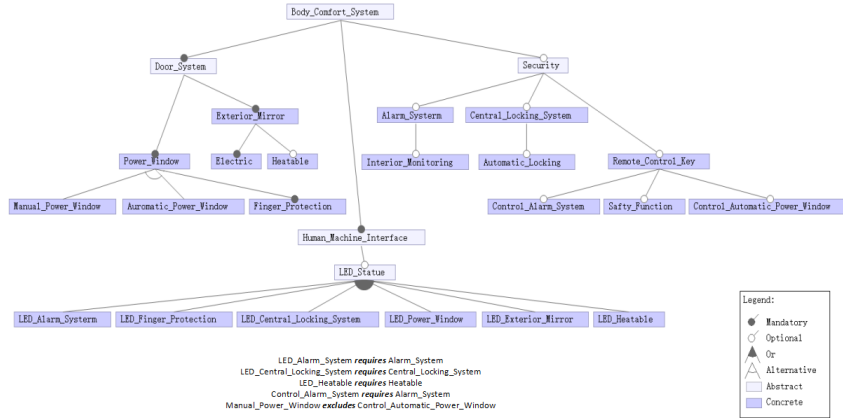 Body_Comfort_System
Door_System
Security
Exterior_Mirror
Alarm_Systerm
Central_Locking_System
Power_Window
Electric
Heatable
Interior_Monitoring
Automatic_Locking
Remote_Control_Key
Manual_Power_Window
Auromatic_Power_Window
Finger_Protection
Control_Alarm_System
Safty_Function
Control_Automatic_Power_Window
Human_Machine_Interface
LED_Statue
LED_Alarm_Systerm
LED_Finger_Protection
LED_Central_Locking_System
LED_Power_Window
LED_Exterior_Mirror
LED_Heatable
Legend:
Mandatory
Optional
Or
Alternative
Abstract
Concrete
LED_Alarm_System requires Alarm_System
LED_Central_Locking_System requires Central_Locking_System
LED_Heatable requires Heatable
Control_Alarm_System requires Alarm_System
Manual_Power_Window excludes Control_Automatic_Power_Window